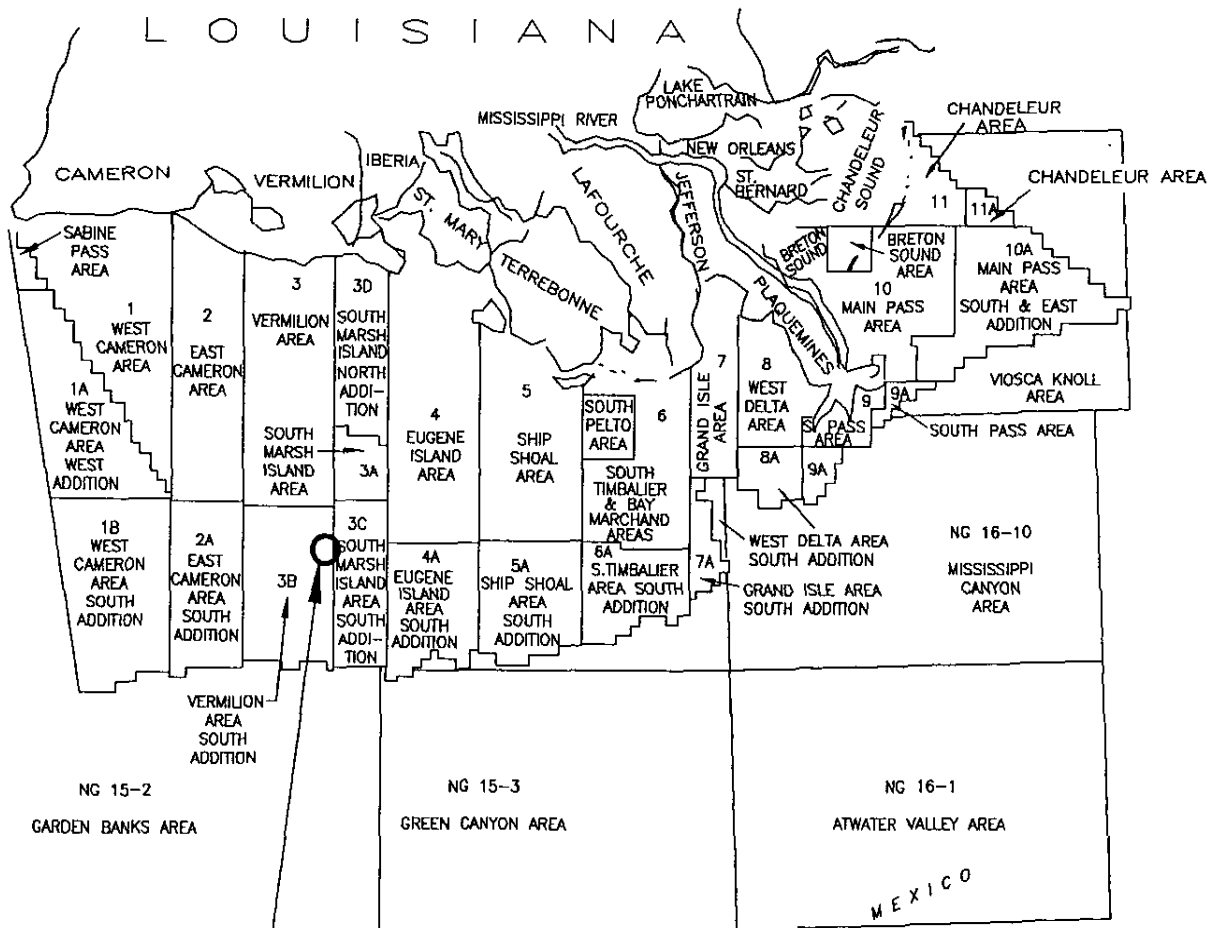 LOUISIANA
LAKE
PONCHARTRAIN
MISSISSIPPI RIVER
NEW ORLEANS
ST.
BERNARD
CHANDELEUR
SOUND
CHANDELEUR
AREA
CHANDELEUR AREA
11
11A
CAMERON
VERMILION
IBERIA
ST. MARY
LAFOURCHE
JEFFERSON
TERREBONNE
PLAQUEMINES
BRETON
SOUND
BRETON
SOUND
AREA
SABINE
PASS
AREA
1
WEST
CAMERON
AREA
1A
WEST
CAMERON
AREA
WEST
ADDITION
2
EAST
CAMERON
AREA
3
VERMILION
AREA
SOUTH
MARSH
ISLAND
AREA
3D
SOUTH
MARSH
ISLAND
NORTH
ADDI-
TION
3A
4
EUGENE
ISLAND
AREA
5
SHIP
SHOAL
AREA
SOUTH
PELTO
AREA
6
SOUTH
TIMBALIER
& BAY
MARCHAND
AREAS
7
GRAND ISLE
AREA
8
WEST
DELTA
AREA
9
S. PASS
AREA
9A
SOUTH PASS AREA
10
MAIN PASS
AREA
10A
MAIN PASS
AREA
SOUTH & EAST
ADDITION
VIOSCA KNOLL
AREA
1B
WEST
CAMERON
AREA
SOUTH
ADDITION
2A
EAST
CAMERON
AREA
SOUTH
ADDITION
3B
VERMILION
AREA
SOUTH
ADDITION
3C
SOUTH
MARSH
ISLAND
AREA
SOUTH
ADDI-
TION
4A
EUGENE
ISLAND
AREA
SOUTH
ADDITION
5A
SHIP SHOAL
AREA
SOUTH
ADDITION
6A
S.TIMBALIER
AREA SOUTH
ADDITION
7A
8A
9A
WEST DELTA AREA
SOUTH ADDITION
GRAND ISLE AREA
SOUTH ADDITION
NG 16-10
MISSISSIPPI
CANYON
AREA
NG 15-2
GARDEN BANKS AREA
NG 15-3
GREEN CANYON AREA
NG 16-1
ATWATER VALLEY AREA
MEXICO